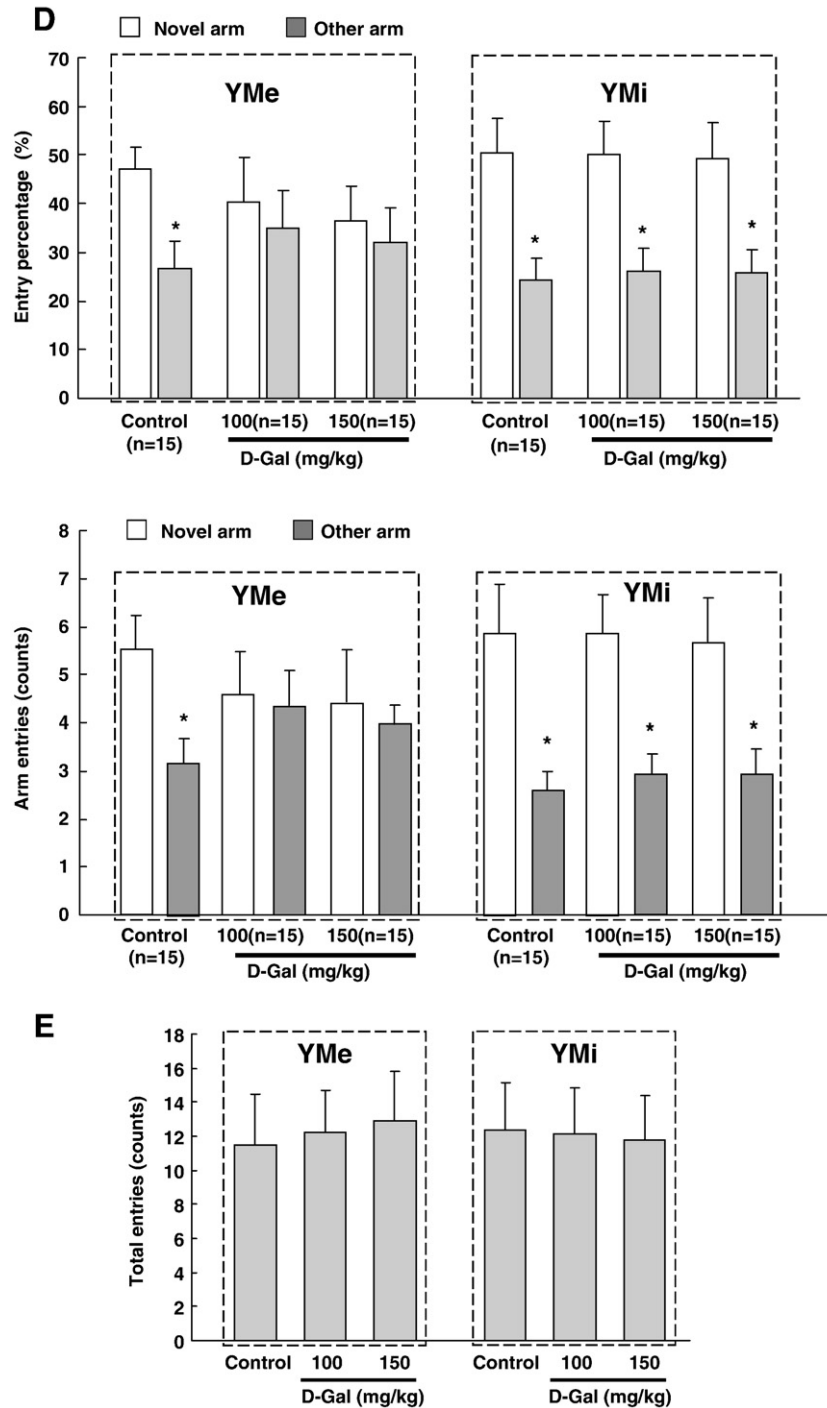 D
Novel arm Other arm
Entry percentage (%)
70
60
50
40
30
20
10
0
YMe YMi
* * * *
Control 100(n=15) 150(n=15) Control 100(n=15) 150(n=15)
(n=15) (n=15)
D-Gal (mg/kg) D-Gal (mg/kg)
Novel arm Other arm
Arm entries (counts)
8
7
6
5
4
3
2
1
0
YMe YMi
* * * *
Control 100(n=15) 150(n=15) Control 100(n=15) 150(n=15)
(n=15) (n=15)
D-Gal (mg/kg) D-Gal (mg/kg)
E
Total entries (counts)
18
16
14
12
10
8
6
4
2
0
YMe YMi
Control 100 150 Control 100 150
D-Gal (mg/kg) D-Gal (mg/kg)